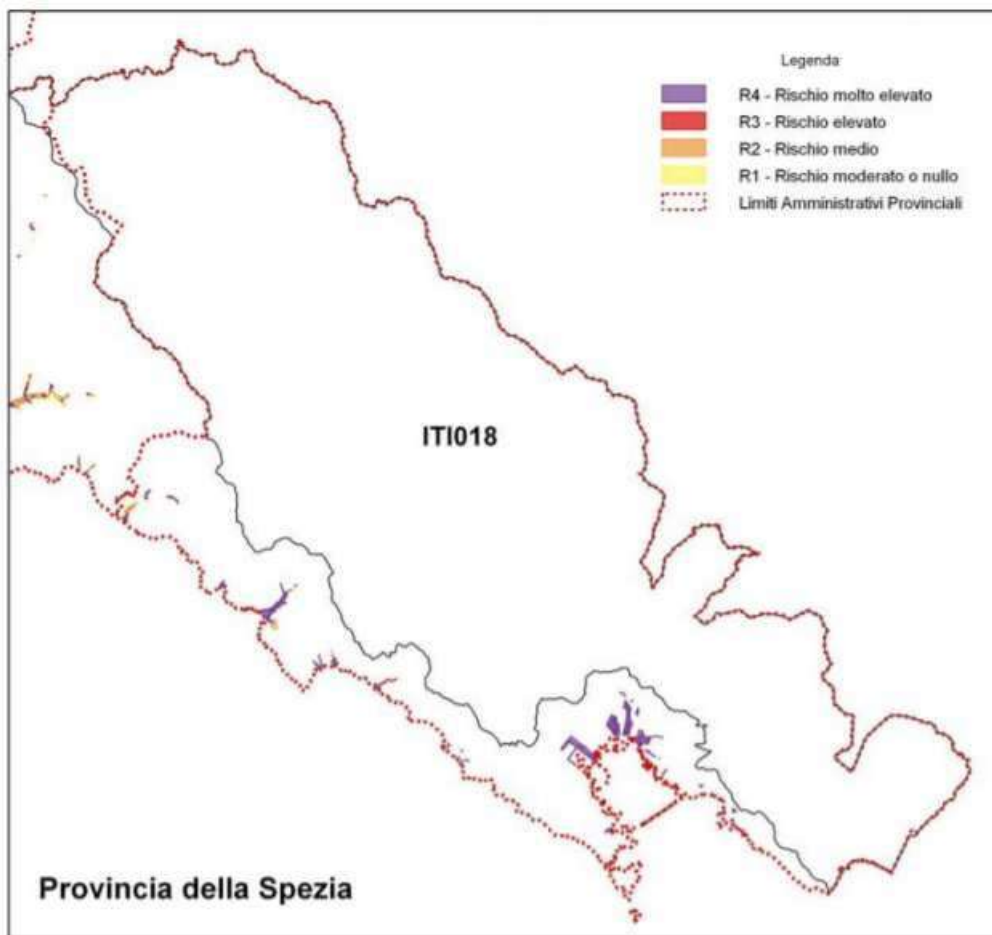 Legenda
R4 - Rischio molto elevato
R3 - Rischio elevato
R2 - Rischio medio
R1 - Rischio moderato o nullo
Limiti Amministrativi Provinciali
ITI018
Provincia della Spezia